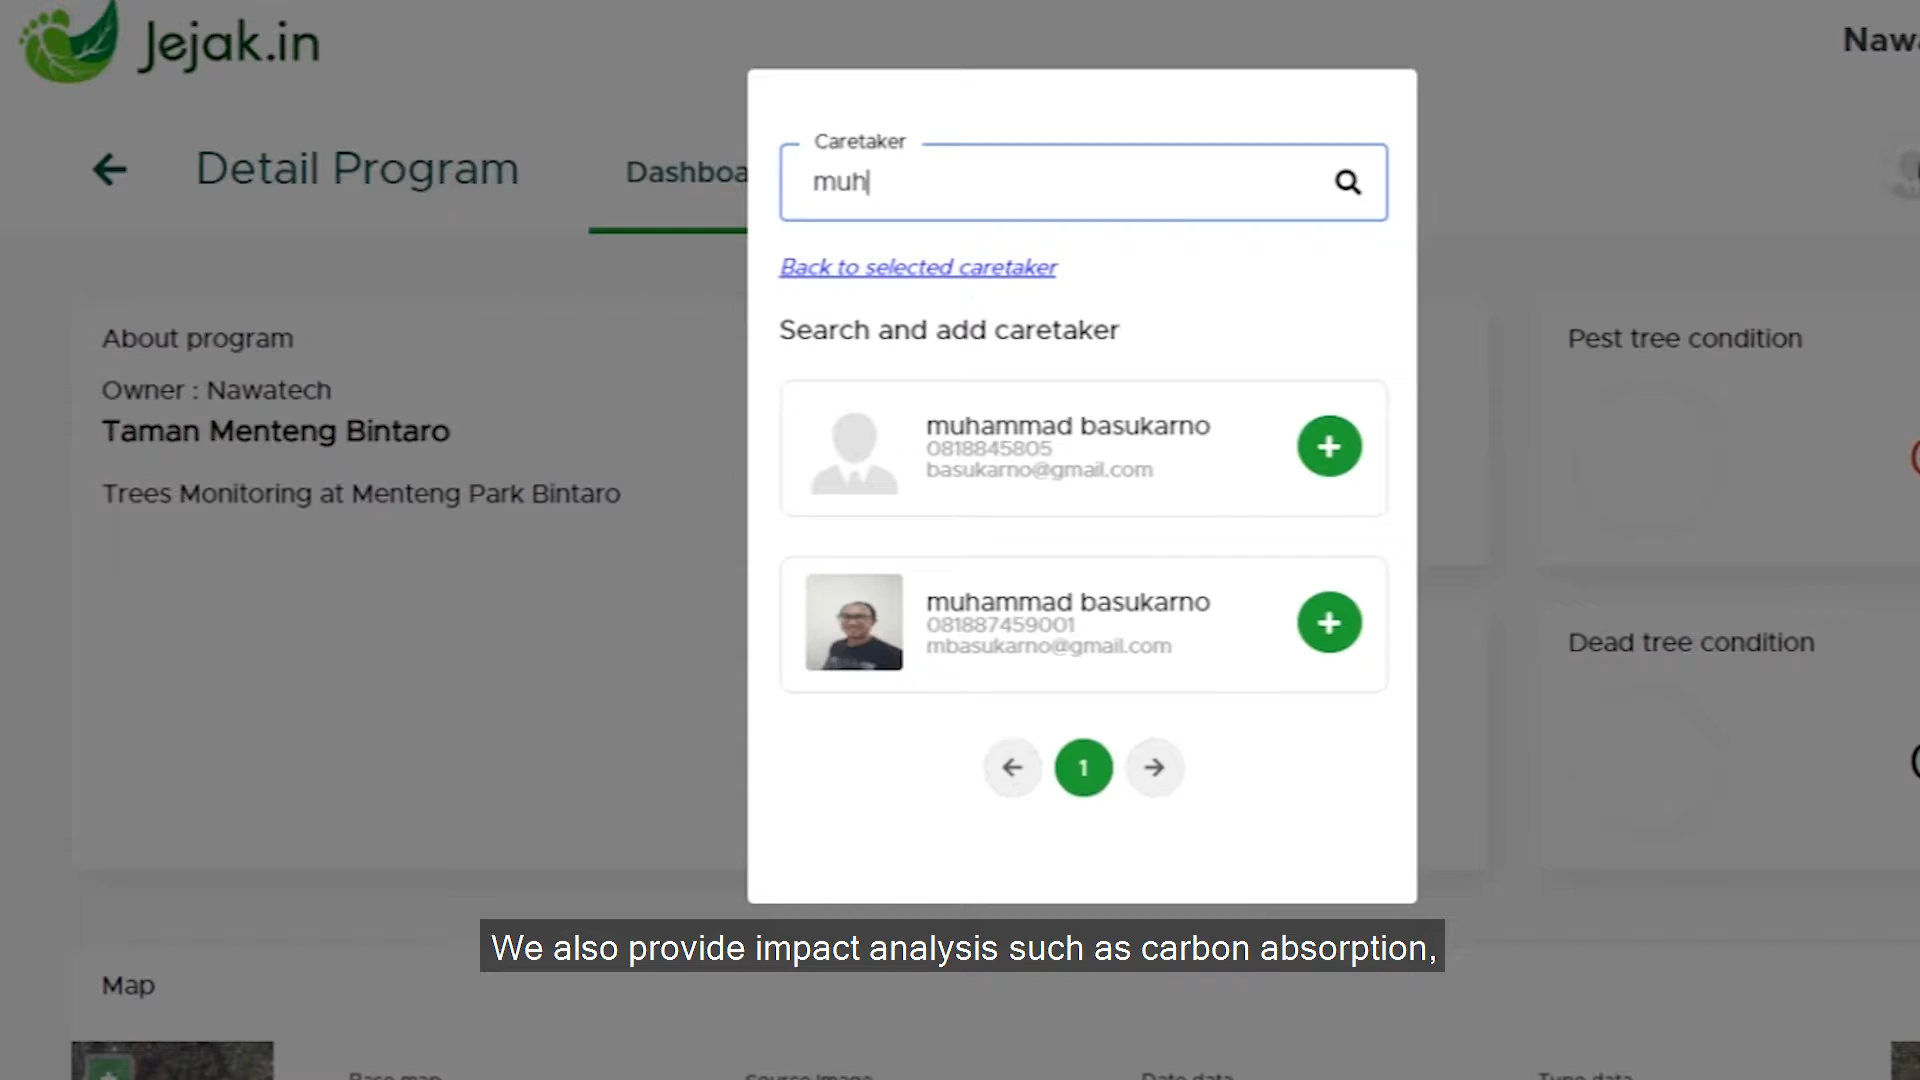 Jejak.in
Detail Program
About program
Owner : Nawatech
Taman Menteng Bintaro
Trees Monitoring at Menteng Park Bintaro
Caretaker
muh
Back to selected caretaker
Search and add caretaker
muhammad basukarno
0818845805
basukarno@gmail.com
muhammad basukarno
081887459001
mbasukarno@gmail.com
1
Pest tree condition
Dead tree condition
We also provide impact analysis such as carbon absorption,
Map